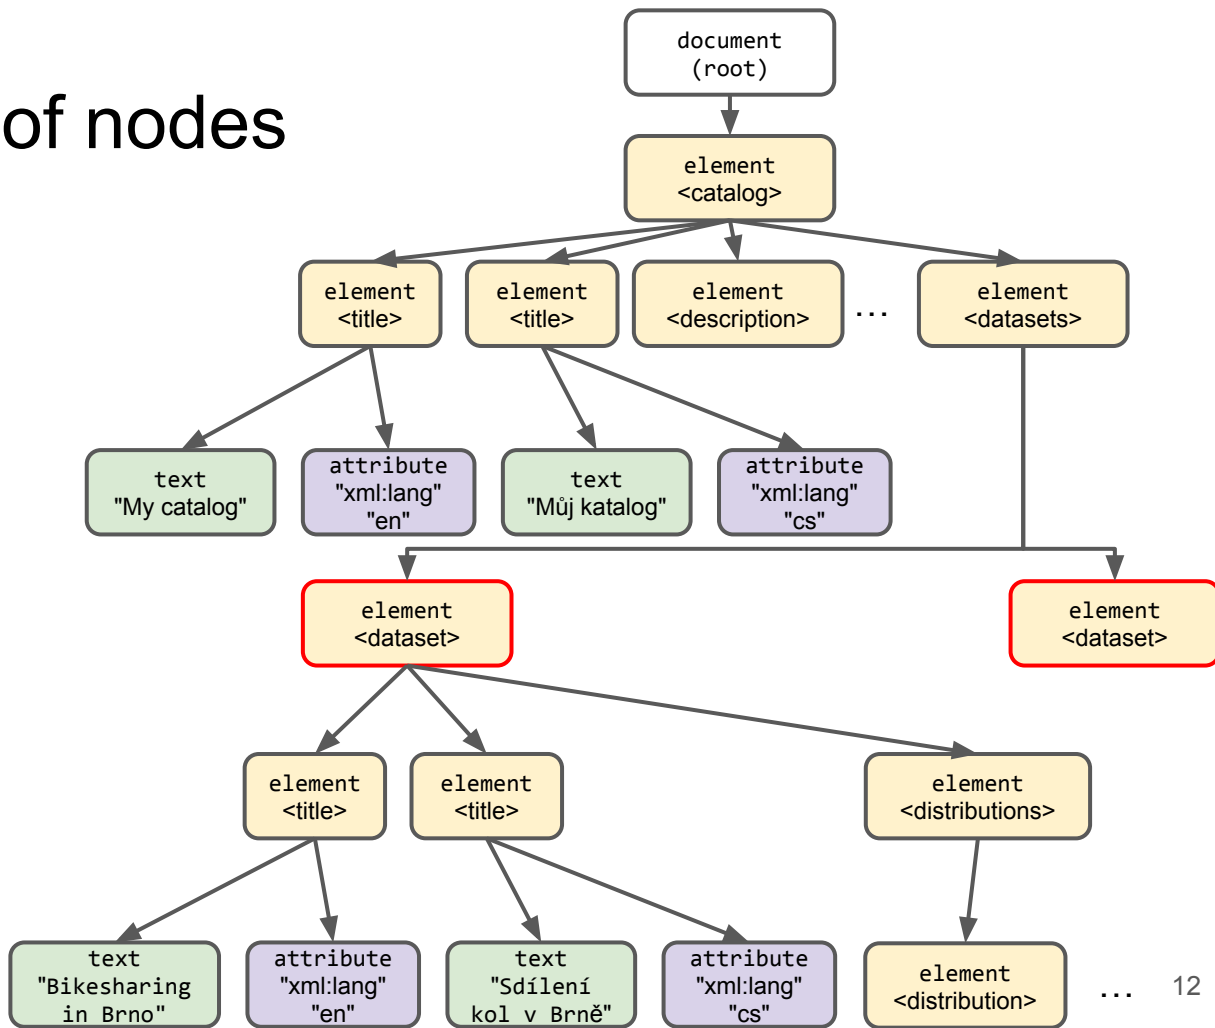 document
(root)
of nodes
element
<catalog>
element
<title>
element
<title>
element
<description>
...
element
<datasets>
text
"My catalog"
attribute
"xml:lang"
"en"
text
"Můj katalog"
attribute
"xml:lang"
"cs"
element
<dataset>
element
<dataset>
element
<title>
element
<title>
element
<distributions>
text
"Bikesharing
in Brno"
attribute
"xml:lang"
"en"
text
"Sdílení
kol v Brně"
attribute
"xml:lang"
"cs"
element
<distribution>
...
12